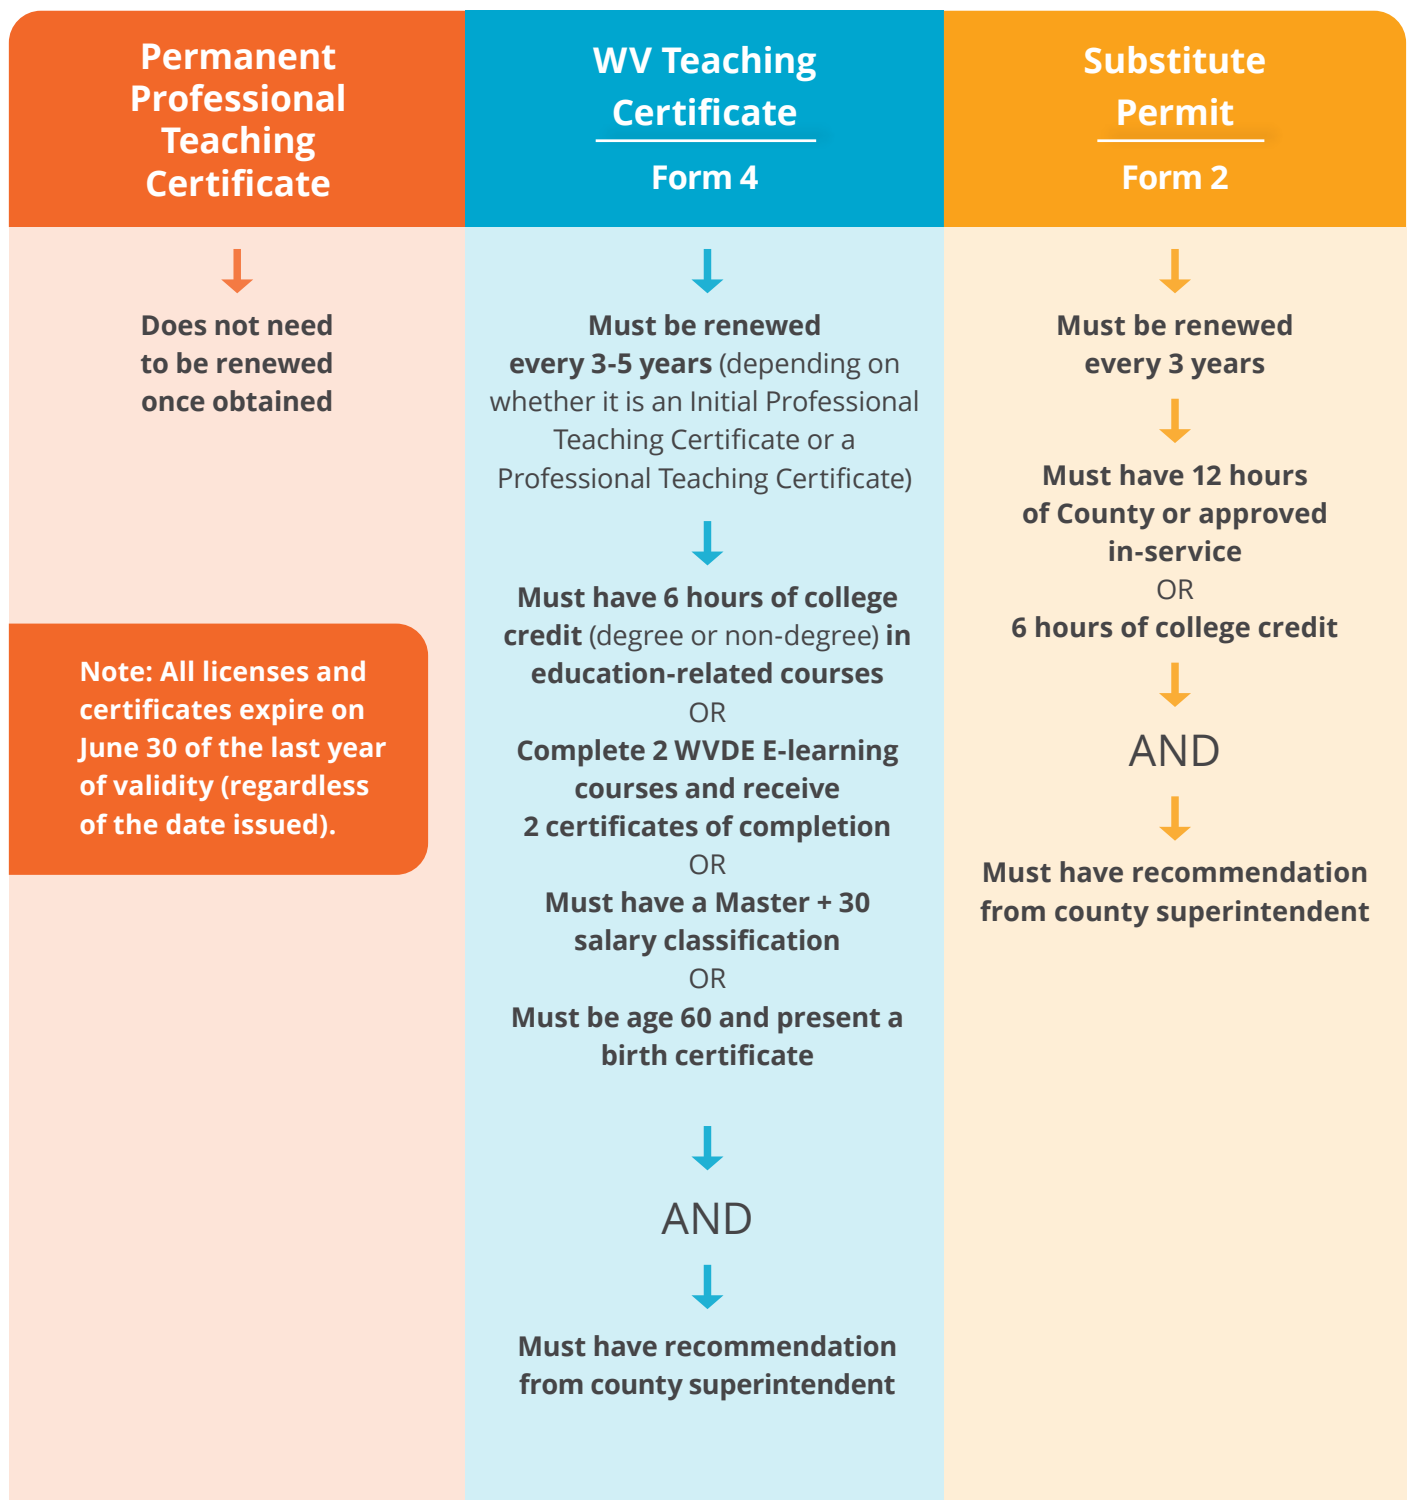 Permanent
Professional
Teaching
Certificate
Does not need
to be renewed
once obtained
Note: All licenses and
certificates expire on
June 30 of the last year
of validity (regardless
of the date issued).
WV Teaching
Certificate
Form 4
Must be renewed
every 3-5 years (depending on
whether it is an Initial Professional
Teaching Certificate or a
Professional Teaching Certificate)
Must have 6 hours of college
credit (degree or non-degree) in
education-related courses
OR
Complete 2 WVDE E-learning
courses and receive
2 certificates of completion
OR
Must have a Master + 30
salary classification
OR
Must be age 60 and present a
birth certificate
AND
Must have recommendation
from county superintendent
Substitute
Permit
Form 2
Must be renewed
every 3 years
Must have 12 hours
of County or approved
in-service
OR
6 hours of college credit
AND
Must have recommendation
from county superintendent